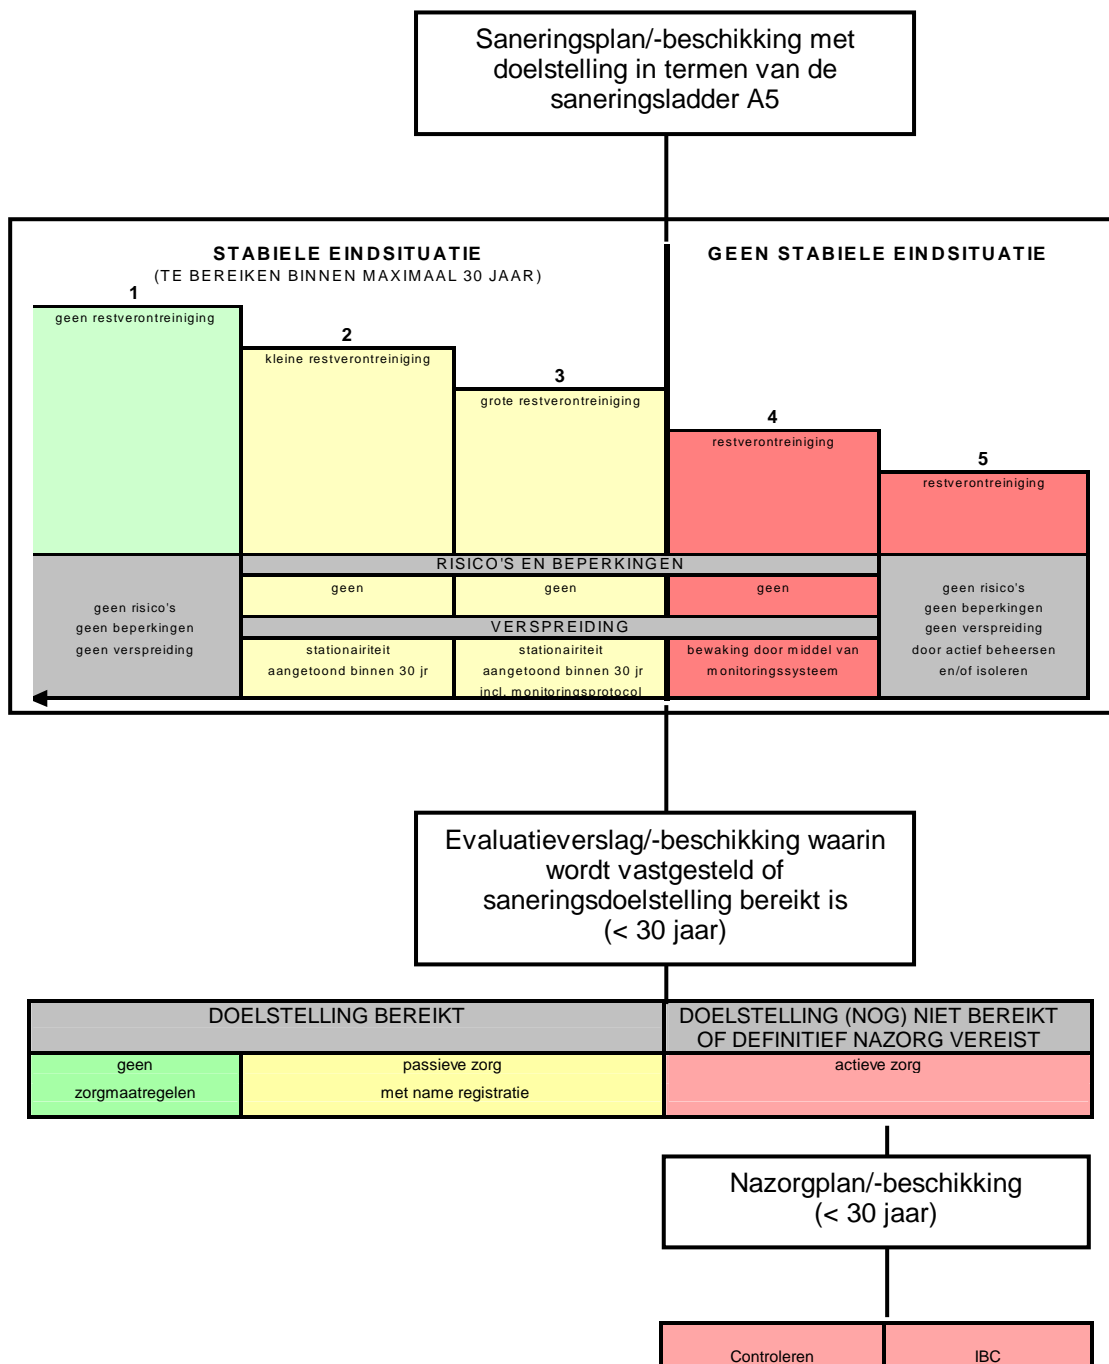 Saneringsplan/-beschikking met
doelstelling in termen van de
saneringsladder A5
STABIELE EINDSITUATIE
(TE BEREIKEN BINNEN MAXIMAAL 30 JAAR)
GEEN STABIELE EINDSITUATIE
1
geen restverontreiniging
2
kleine restverontreiniging
3
grote restverontreiniging
4
restverontreiniging
5
restverontreiniging
RISICO'S EN BEPERKINGEN
geen
geen
geen
geen risico's
geen beperkingen
geen verspreiding
VERSPREIDING
stationairiteit
aangetoond binnen 30 jr
stationairiteit
aangetoond binnen 30 jr
incl. monitoringsprotocol
bewaking door middel van
monitoringssysteem
geen risico's
geen beperkingen
geen verspreiding
door actief beheersen
en/of isoleren
Evaluatieverslag/-beschikking waarin
wordt vastgesteld of
saneringsdoelstelling bereikt is
(< 30 jaar)
DOELSTELLING BEREIKT
DOELSTELLING (NOG) NIET BEREIKT
OF DEFINITIEF NAZORG VEREIST
geen
zorgmaatregelen
passieve zorg
met name registratie
actieve zorg
Nazorgplan/-beschikking
(< 30 jaar)
Controleren
IBC